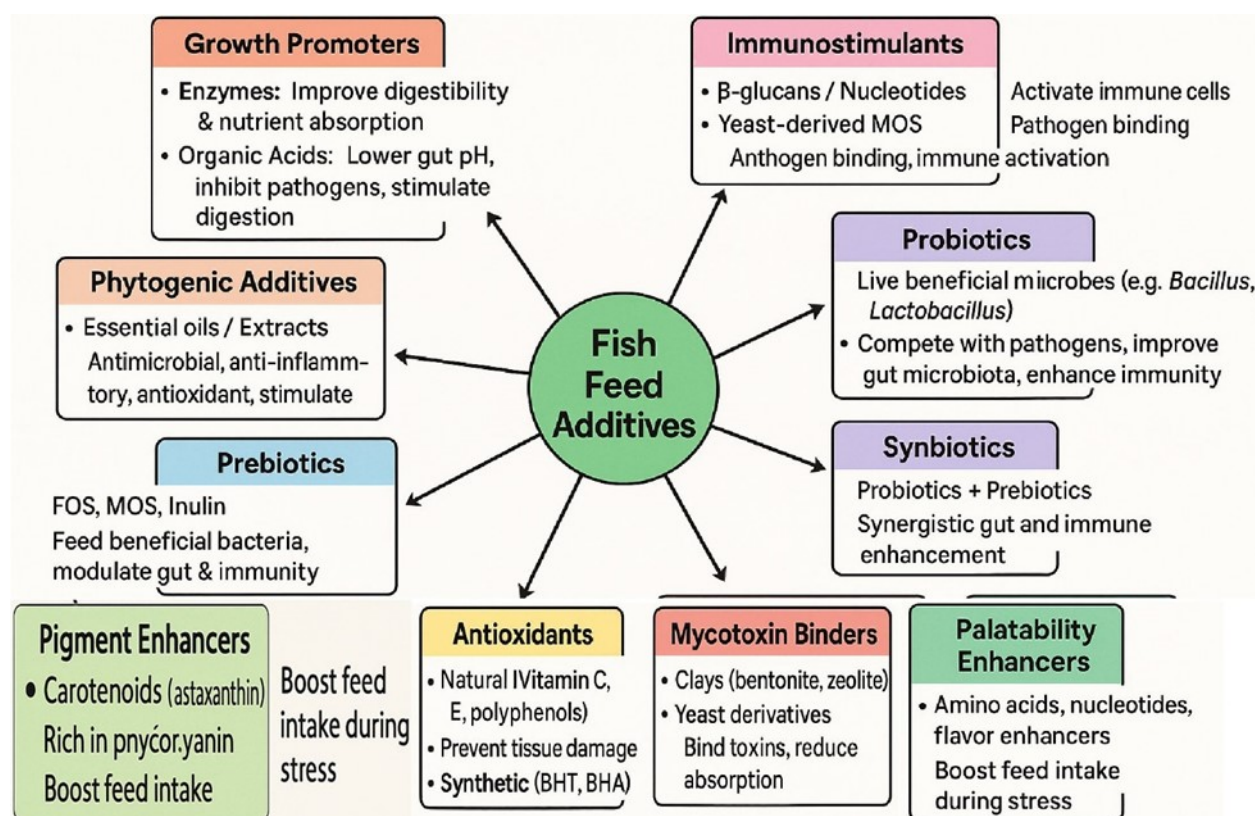 Growth Promoters
• Enzymes: Improve digestibility
& nutrient absorption
• Organic Acids: Lower gut pH,
inhibit pathogens, stimulate
digestion
Immunostimulants
• β-glucans / Nucleotides
Activate immune cells
• Yeast-derived MOS
Pathogen binding
Anthogen binding, immune activation
Phytogenic Additives
• Essential oils / Extracts
Antimicrobial, anti-inflamm-
tory, antioxidant, stimulate
Fish
Feed
Additives
Probiotics
Live beneficial miicrobes (e.g. Bacillus,
Lactobacillus)
• Compete with pathogens, improve
gut microbiota, enhance immunity
Prebiotics
FOS, MOS, Inulin
Feed beneficial bacteria,
modulate gut & immunity
Synbiotics
Probiotics + Prebiotics
Synergistic gut and immune
enhancement
Pigment Enhancers
• Carotenoids (astaxanthin)
Rich in
Boost feed intake
Boost feed
intake during
stress
Antioxidants
• Natural IVitamin C,
E, polyphenols)
• Prevent tissue damage
• Synthetic (BHT, BHA)
Mycotoxin Binders
• Clays (bentonite, zeolite)
• Yeast derivatives
Bind toxins, reduce
absorption
Palatability
Enhancers
• Amino acids, nucleotides,
flavor enhancers
Boost feed intake
during stress